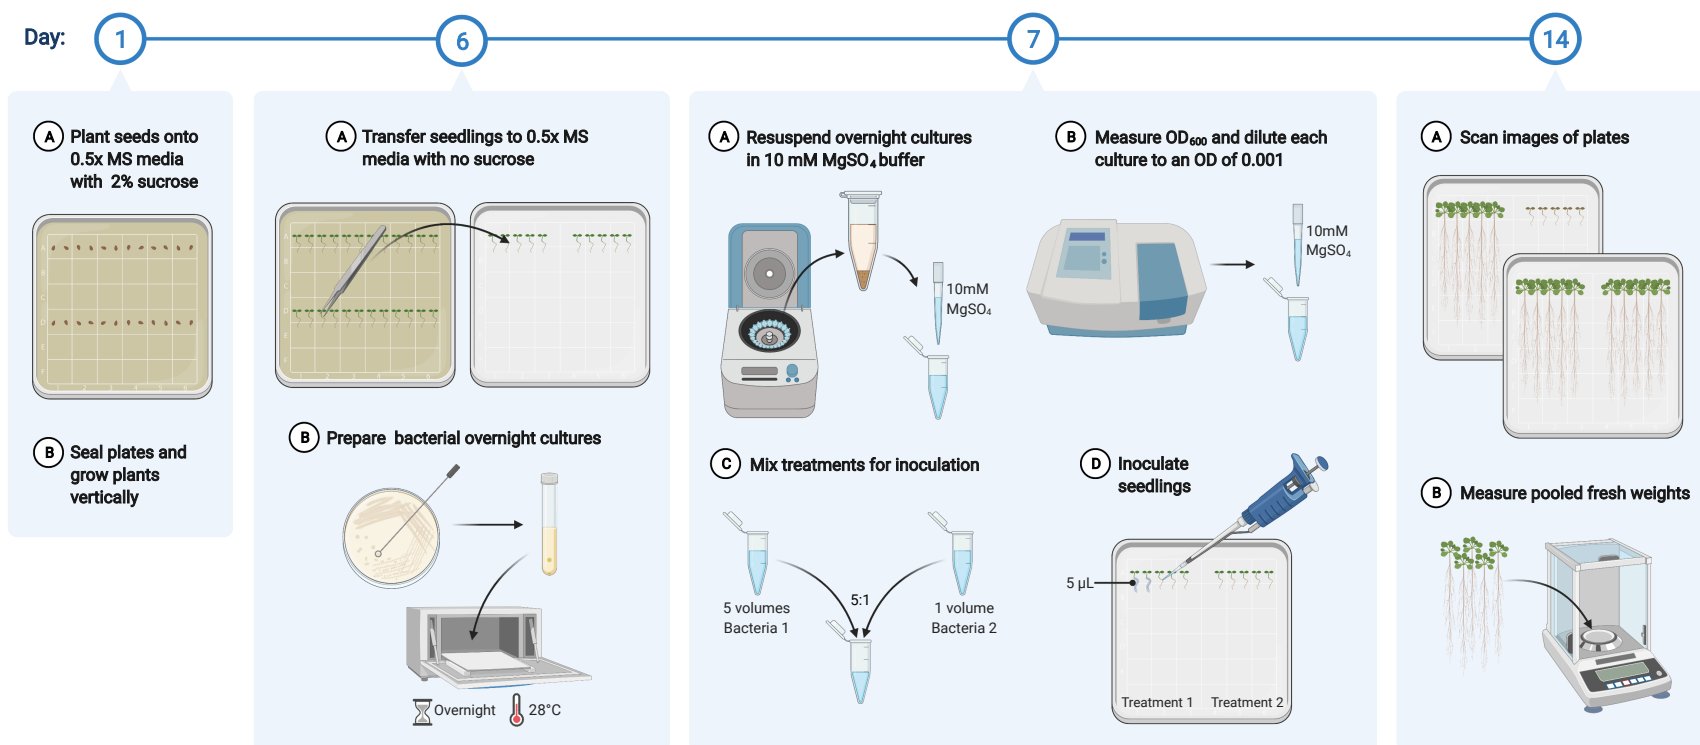 Day:
1
6
7
14
A
Plant seeds onto
0.5x MS media
with 2% sucrose
B
Seal plates and
grow plants
vertically
A
Transfer seedlings to 0.5x MS
media with no sucrose
B
Prepare bacterial overnight cultures
Overnight
28°C
A
Resuspend overnight cultures
in 10 mM MgSO₄ buffer
10mM
MgSO₄
B
Measure OD₆₀₀ and dilute each
culture to an OD of 0.001
10mM
MgSO₄
C
Mix treatments for inoculation
5:1
5 volumes
Bacteria 1
1 volume
Bacteria 2
D
Inoculate
seedlings
5 µL
Treatment 1
Treatment 2
A
Scan images of plates
B
Measure pooled fresh weights